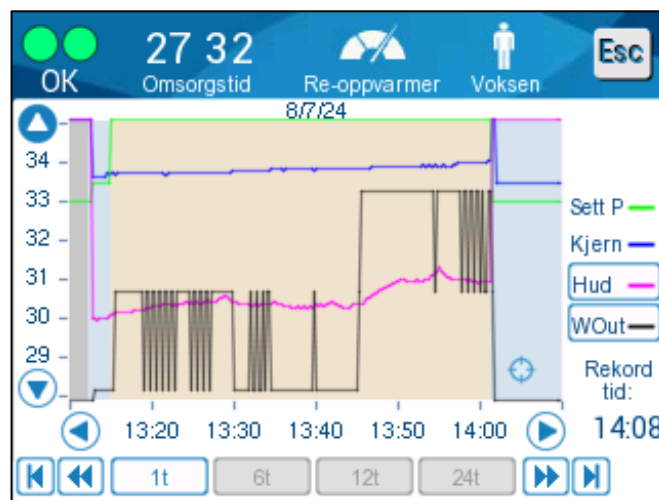 27 32
Esc
OK
Omsorgstid
Re-oppvarmer
Voksen
8/7/24
34
33
32
31
30
29
Sett P
Kjern
Hud
WOut
Rekord
tid:
14:08
13:20 13:30 13:40 13:50 14:00
1t 6t 12t 24t